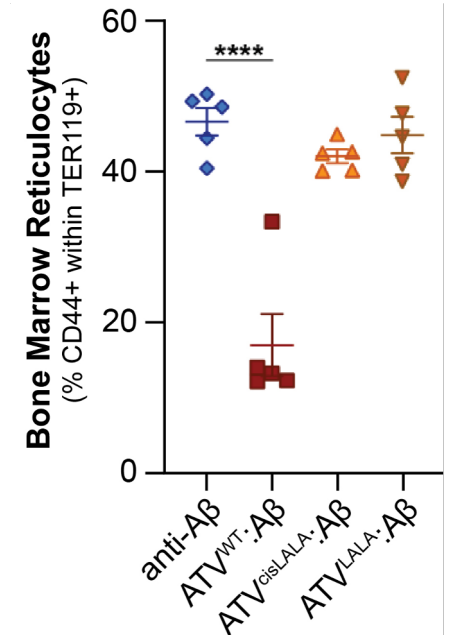 Bone Marrow Reticulocytes
(% CD44+ within TER119+)
60
40
20
0
****
anti-Aβ
ATVWT:Aβ
ATVcisLALA:Aβ
ATVLALA:Aβ